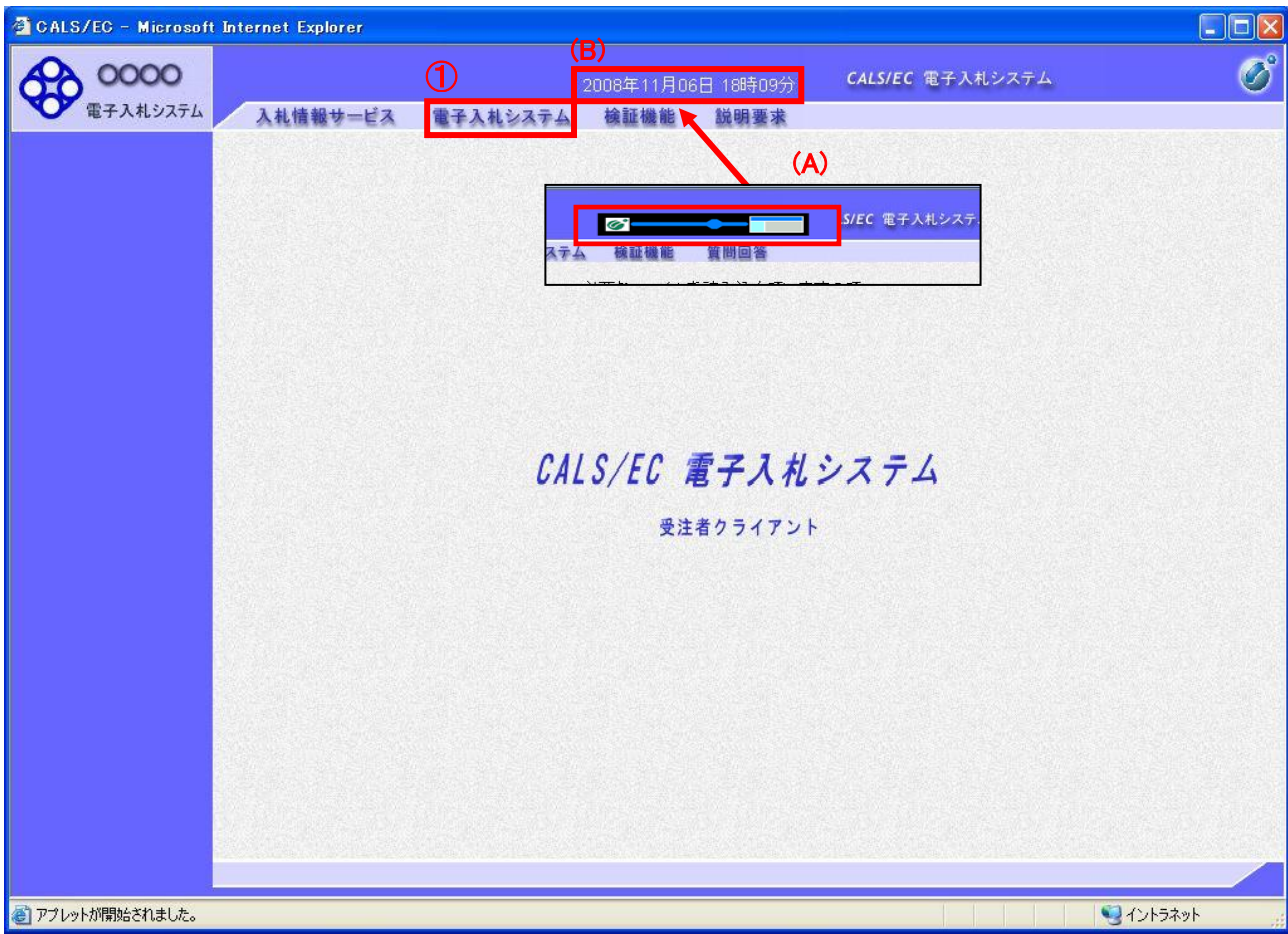 CALS/EC - Microsoft Internet Explorer
〇〇〇〇
電子入札システム
①
(B)
2008年11月06日 18時09分
CALS/EC 電子入札システム
入札情報サービス
電子入札システム
検証機能
説明要求
(A)
S/EC 電子入札システ
ステム
検証機能
質問回答
CALS/EC 電子入札システム
受注者クライアント
アプレットが開始されました。
イントラネット